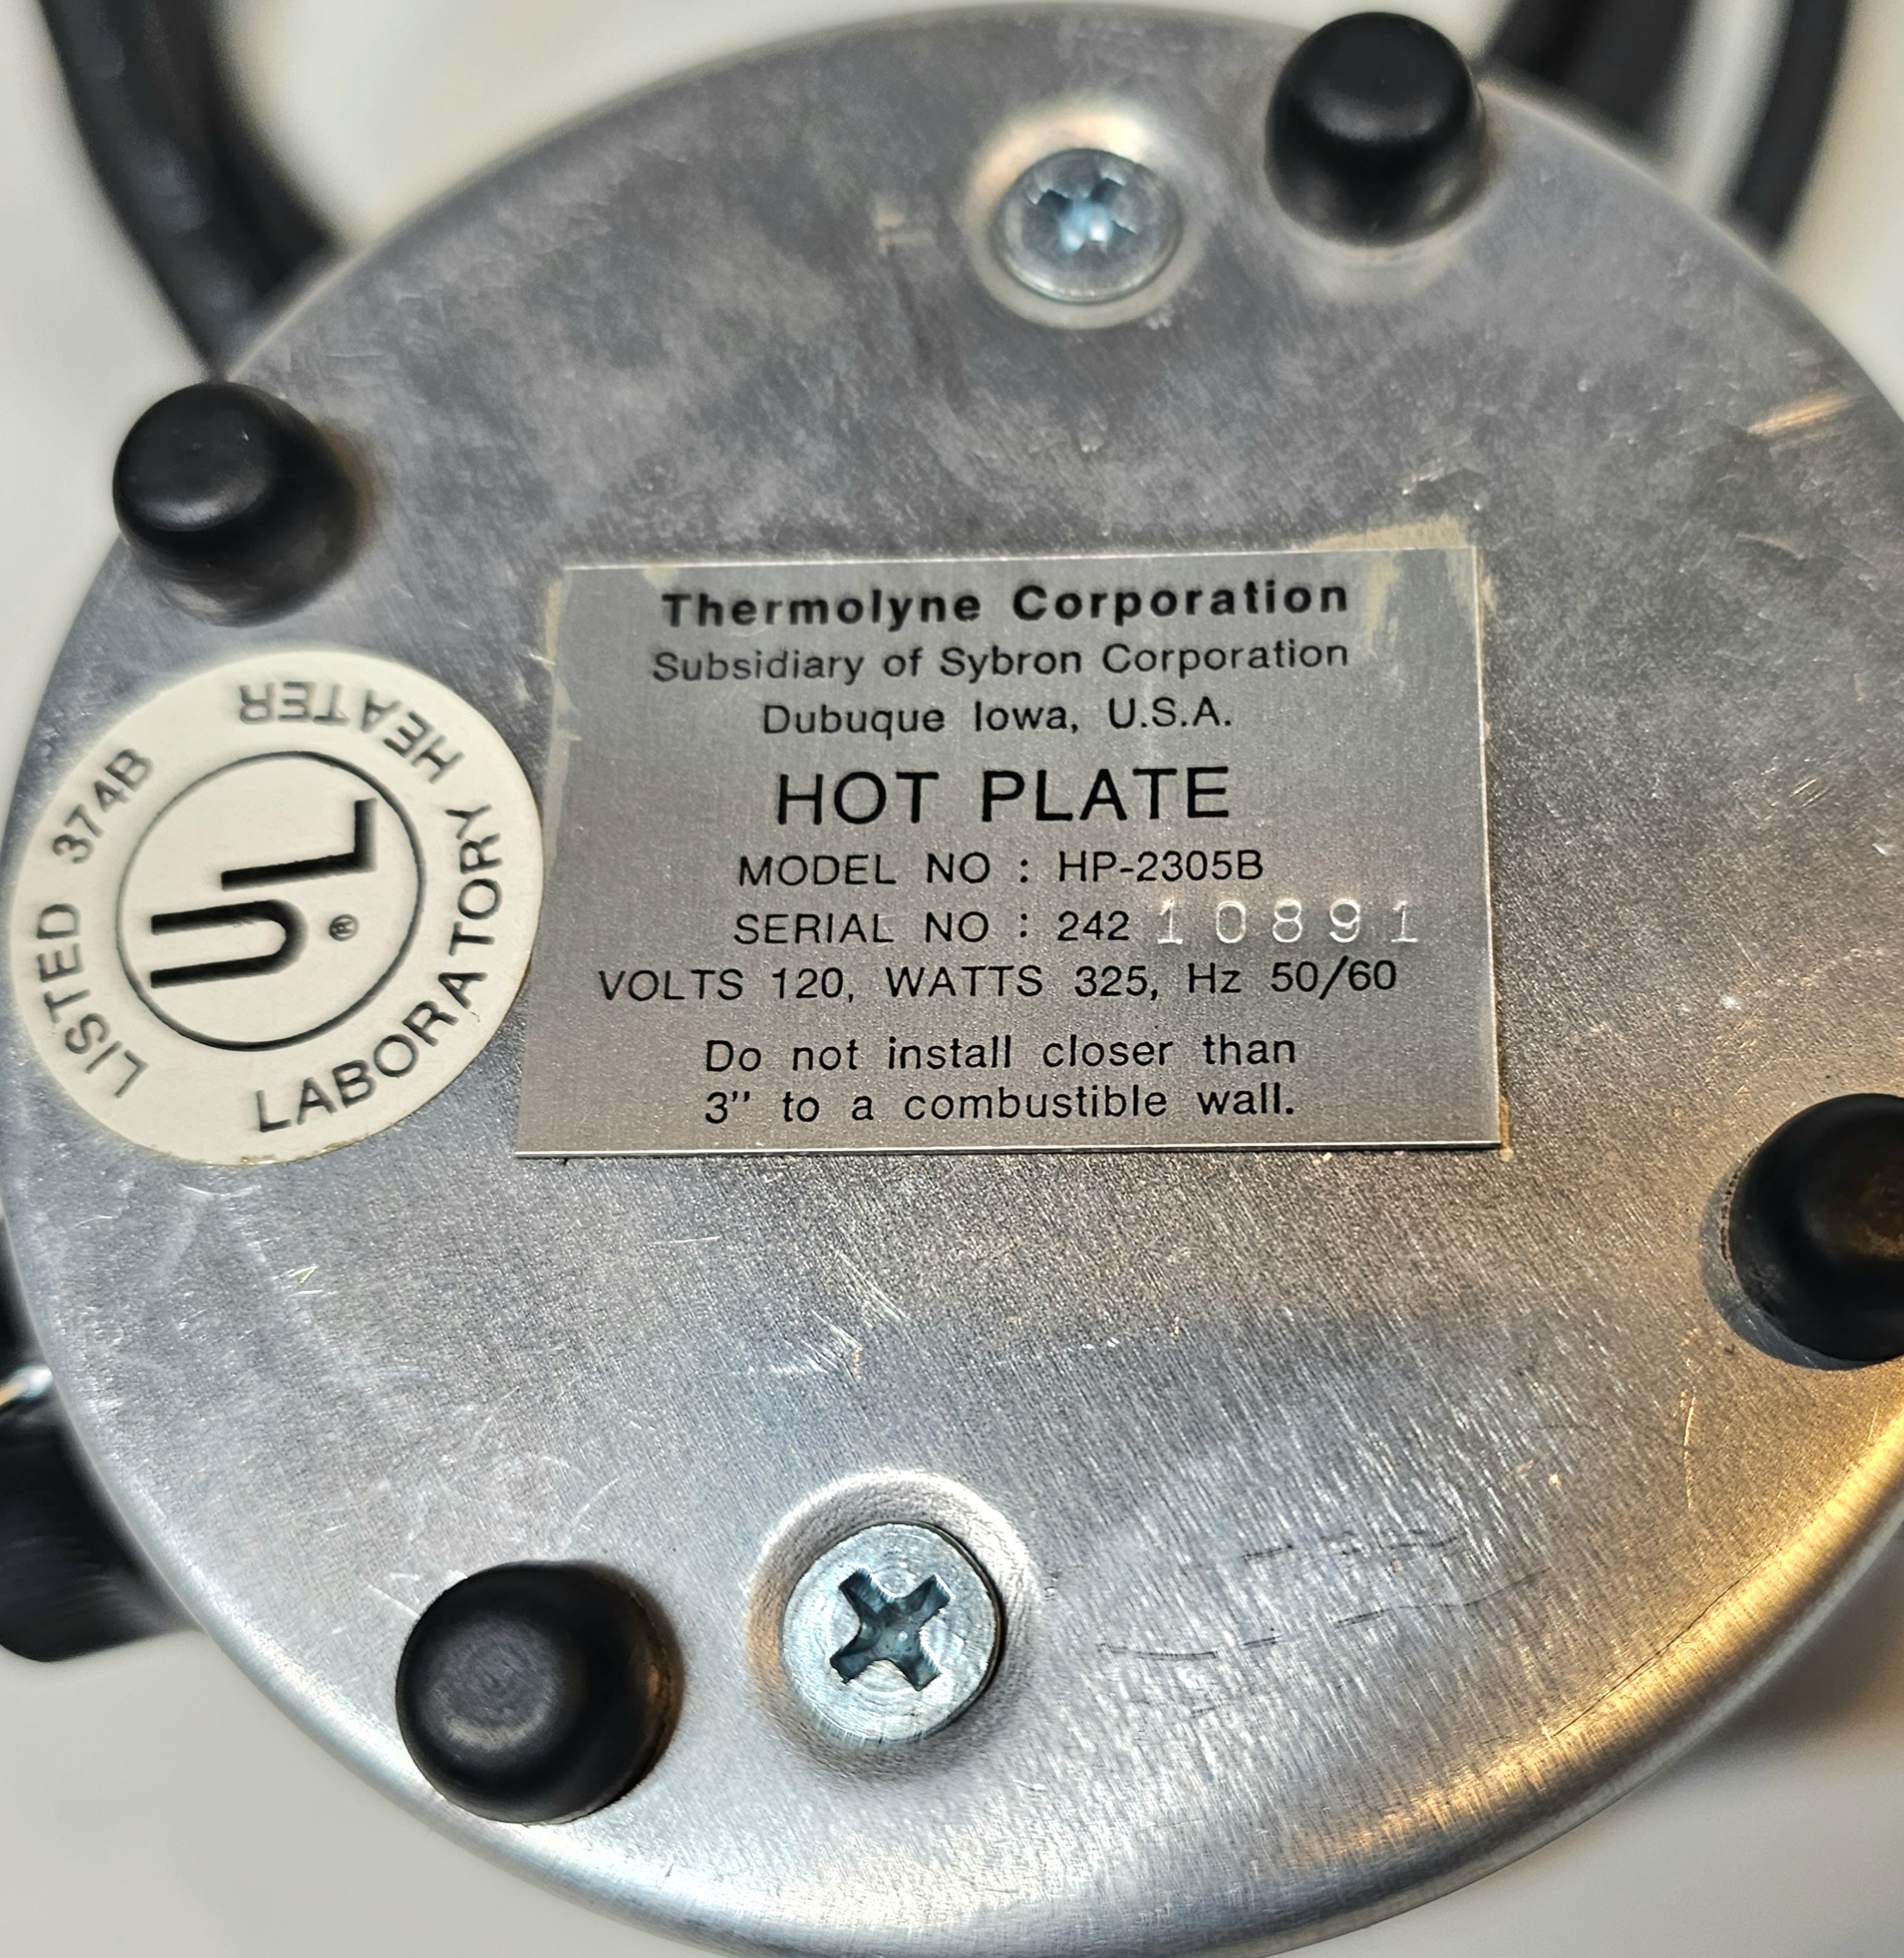 Thermolyne Corporation
Subsidiary of Sybron Corporation
Dubuque Iowa, U.S.A.
HOT PLATE
MODEL NO : HP-2305B
SERIAL NO : 242 10891
VOLTS 120, WATTS 325, Hz 50/60
Do not install closer than
3" to a combustible wall.
LISTED 374B
UL ®
LABORATORY HEATER